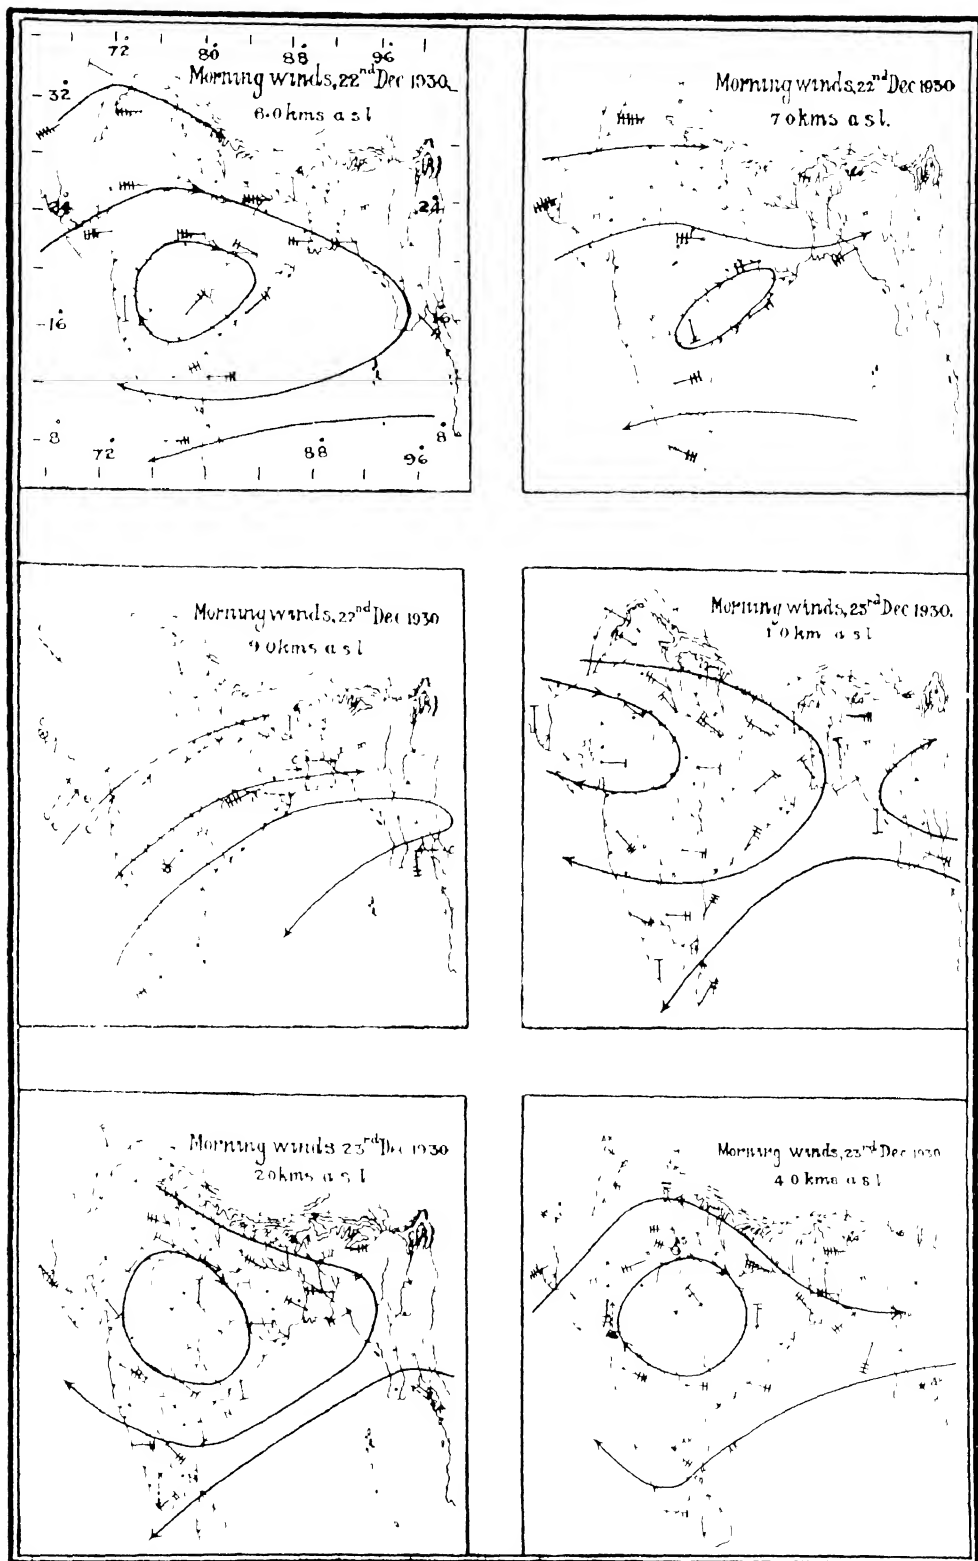 72° 80° 88° 96°
Morning winds, 22nd Dec 1930.
6.0 kms a s l
32°
24° 24°
16° 16°
8° 8°
72° 88° 96°
Morning winds, 22nd Dec 1930
7 0 kms a s l.
Morning winds, 22nd Dec 1930
9 0 kms a s l
Morning winds, 23rd Dec 1930.
1 0 km a s l
Morning winds 23rd Dec 1930
2 0 kms a s l
Morning winds, 23rd Dec 1930
4 0 kms a s l